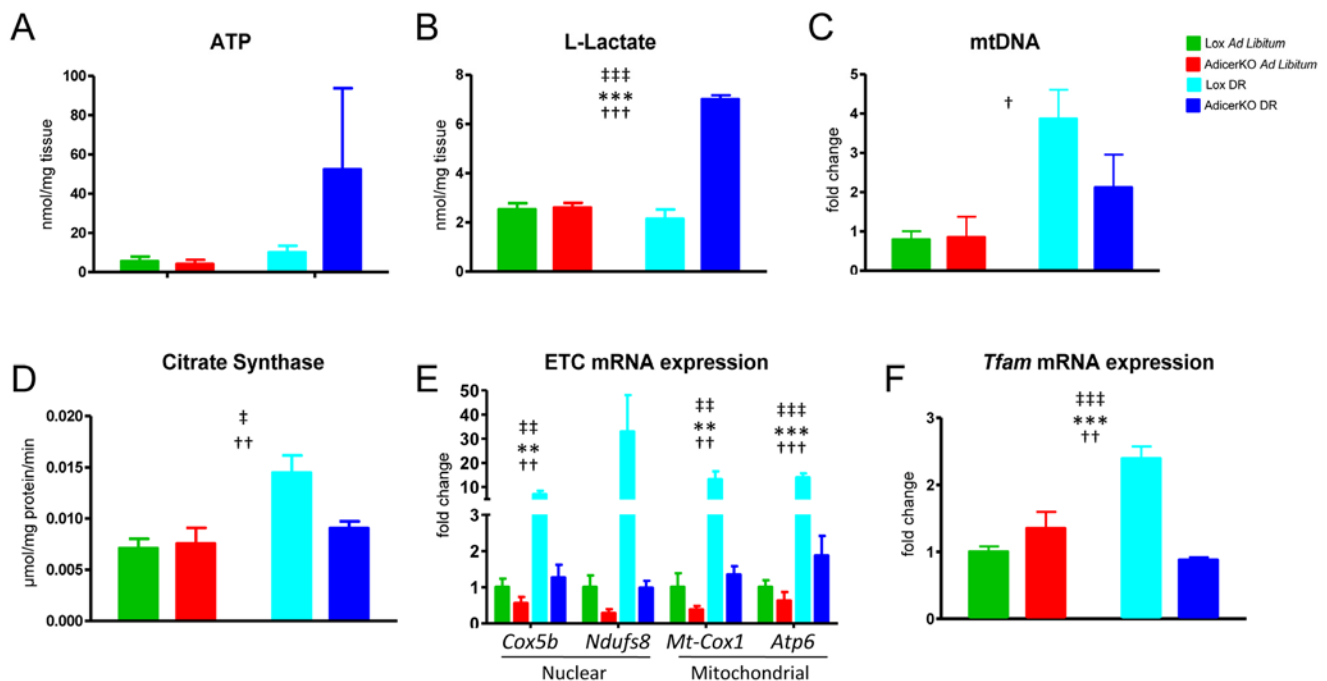 A
ATP
nmol/mg tissue
100
80
60
40
20
0
B
L-Lactate
nmol/mg tissue
8
6
4
2
0
‡‡‡
***
†††
C
mtDNA
fold change
5
4
3
2
1
0
†
Lox Ad Libitum
AdicerKO Ad Libitum
Lox DR
AdicerKO DR
D
Citrate Synthase
µmol/mg protein/min
0.020
0.015
0.010
0.005
0.000
‡
††
E
ETC mRNA expression
fold change
50
40
30
20
10
3
2
1
0
‡‡
**
††
‡‡
**
††
‡‡‡
***
†††
Cox5b Ndufs8 Mt-Cox1 Atp6
Nuclear Mitochondrial
F
Tfam mRNA expression
fold change
3
2
1
0
‡‡‡
***
††